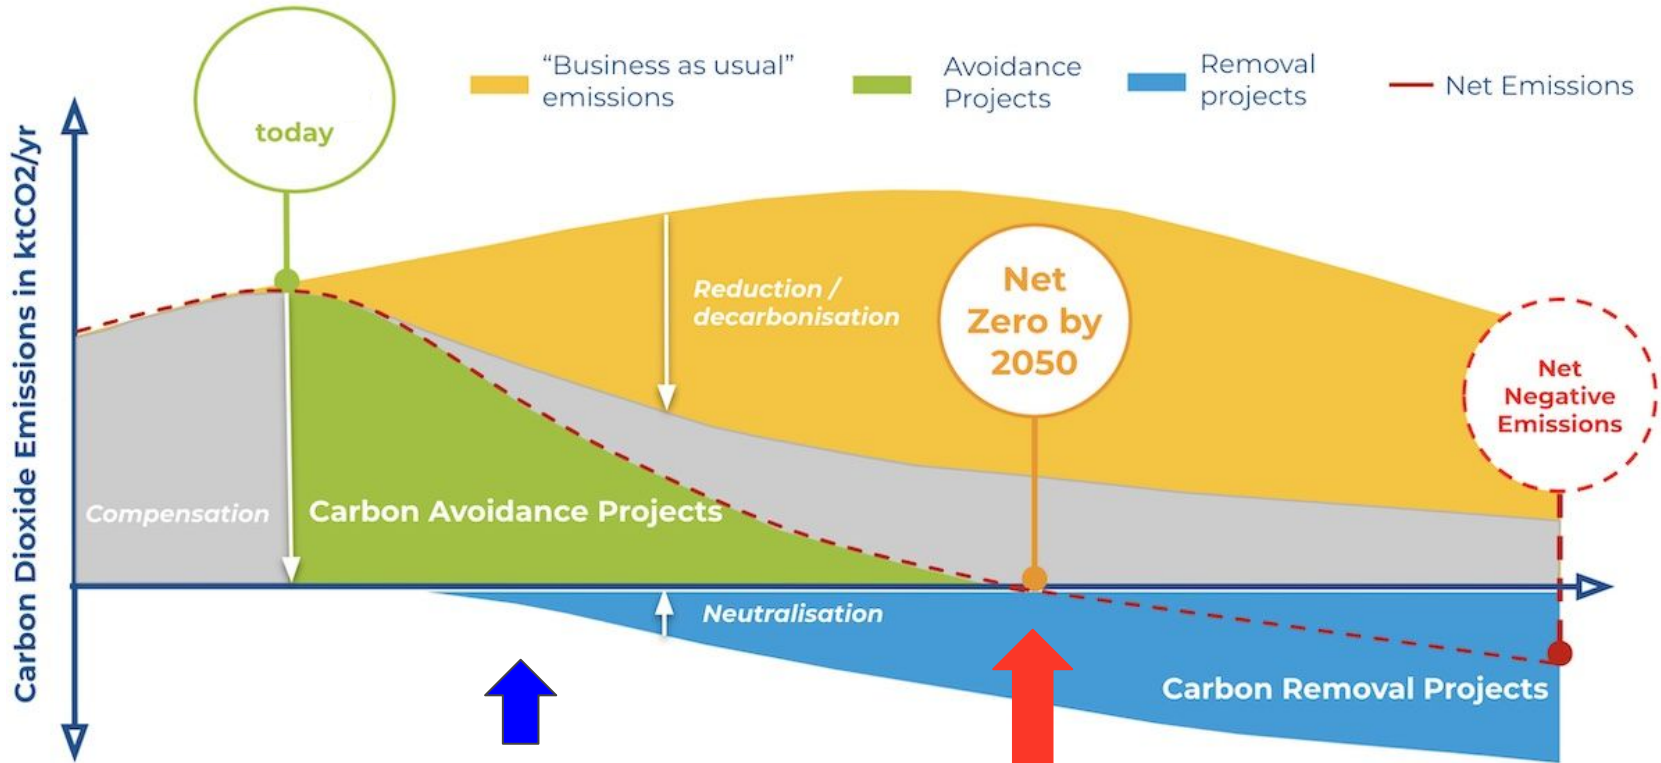 today
“Business as usual”
emissions
Avoidance
Projects
Removal
projects
Net Emissions
Carbon Dioxide Emissions in ktCO2/yr
Reduction /
decarbonisation
Net
Zero by
2050
Net
Negative
Emissions
Compensation
Carbon Avoidance Projects
Neutralisation
Carbon Removal Projects